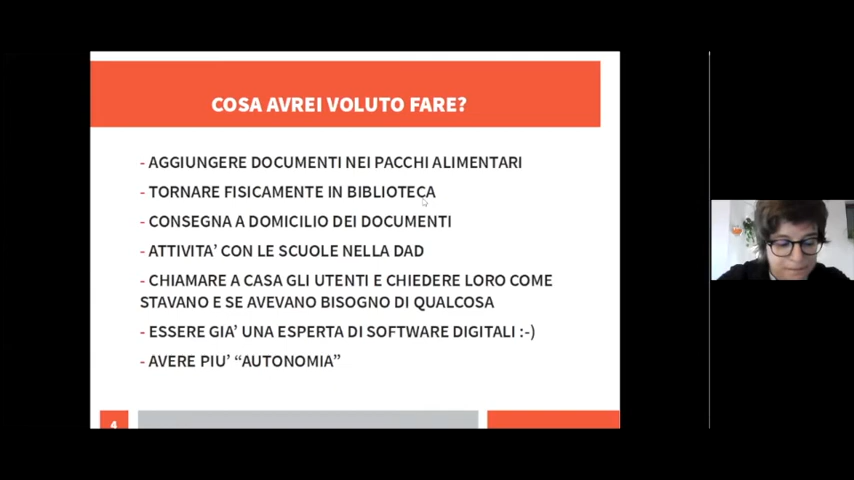 COSA AVREI VOLUTO FARE?
- AGGIUNGERE DOCUMENTI NEI PACCHI ALIMENTARI
- TORNARE FISICAMENTE IN BIBLIOTECA
- CONSEGNA A DOMICILIO DEI DOCUMENTI
- ATTIVITA' CON LE SCUOLE NELLA DAD
- CHIAMARE A CASA GLI UTENTI E CHIEDERE LORO COME
STAVANO E SE AVEVANO BISOGNO DI QUALCOSA
- ESSERE GIA' UNA ESPERTA DI SOFTWARE DIGITALI :-)
- AVERE PIU' “AUTONOMIA”
4